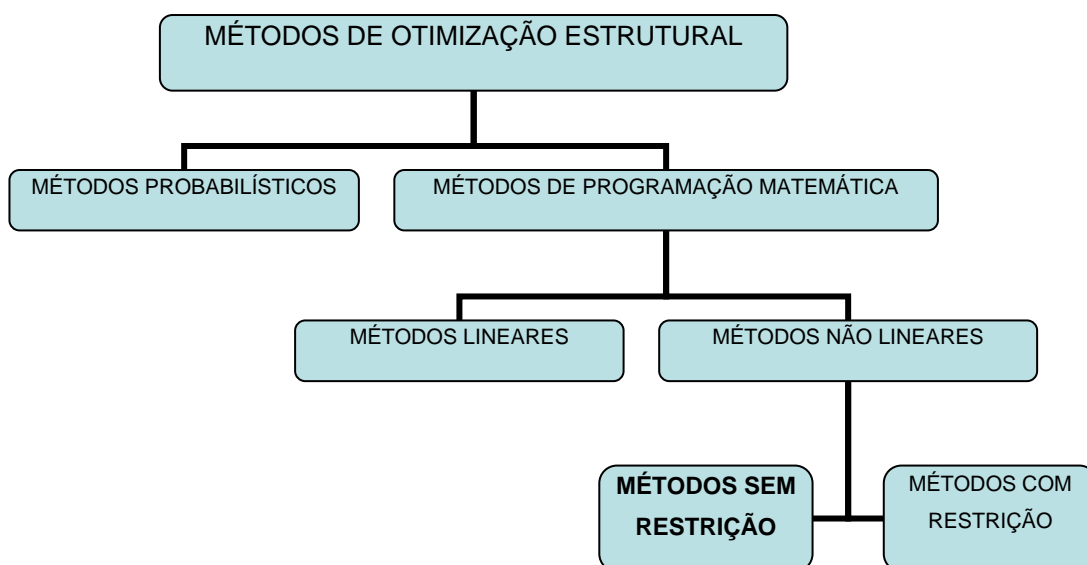 MÉTODOS DE OTIMIZAÇÃO ESTRUTURAL
MÉTODOS PROBABILÍSTICOS
MÉTODOS DE PROGRAMAÇÃO MATEMÁTICA
MÉTODOS LINEARES
MÉTODOS NÃO LINEARES
MÉTODOS SEM
RESTRIÇÃO
MÉTODOS COM
RESTRIÇÃO